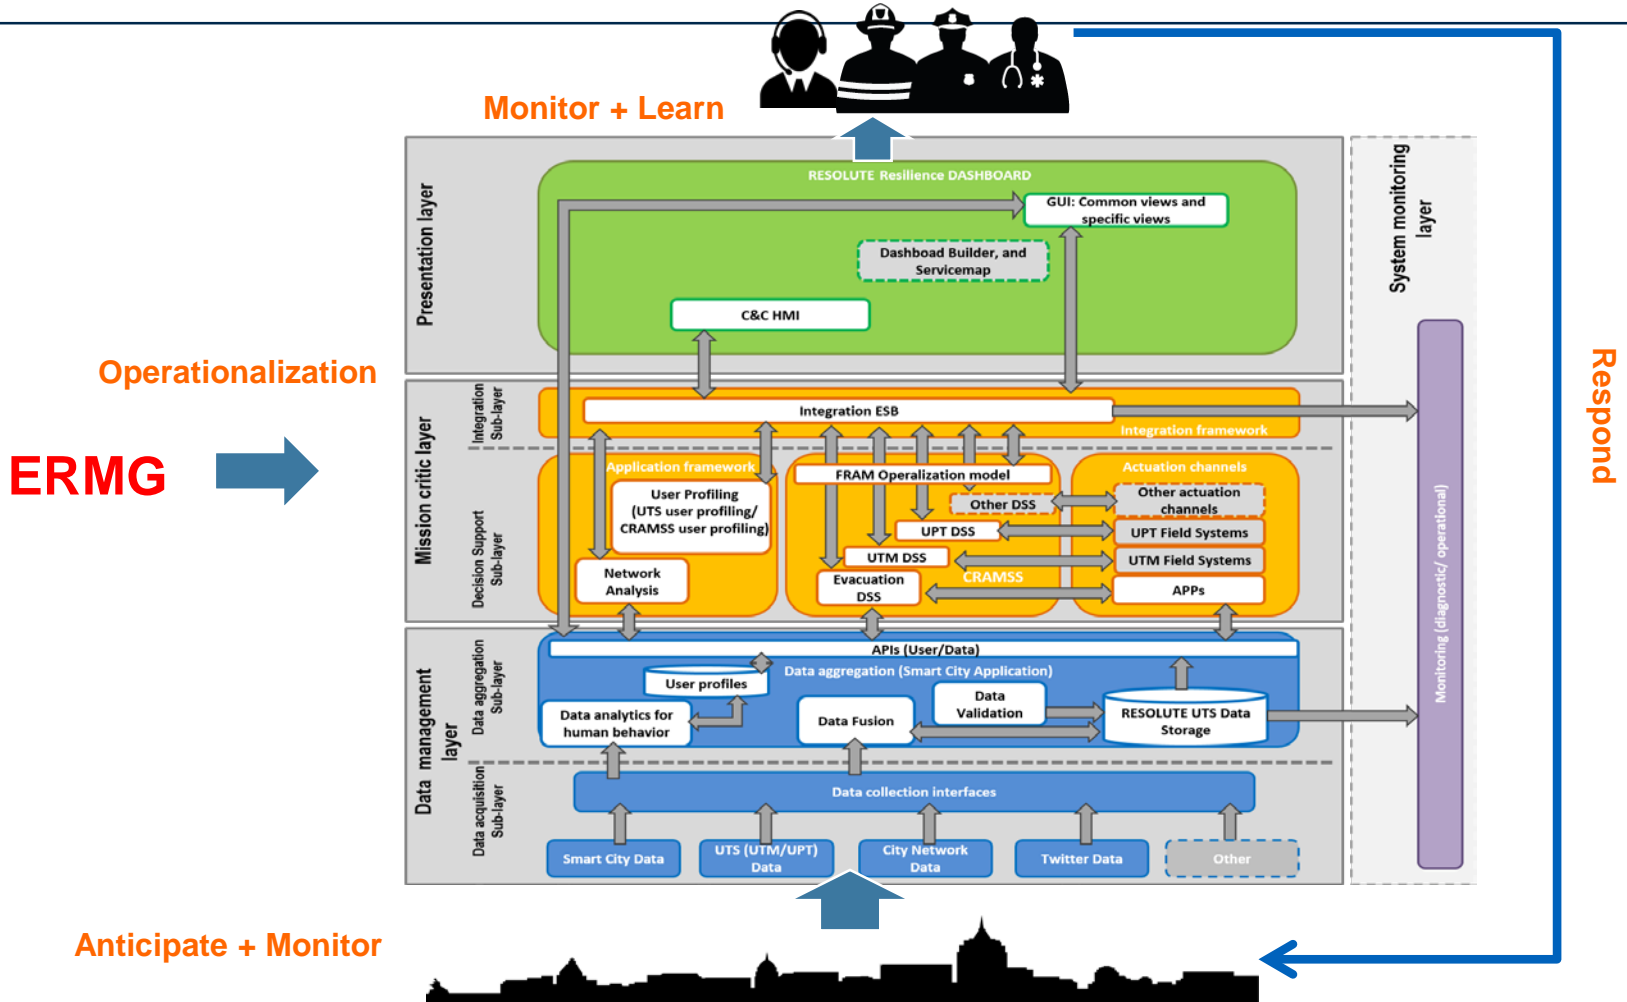 Monitor + Learn
Presentation layer
RESOLUTE Resilience DASHBOARD
GUI: Common views and
specific views
Dashboad Builder, and
Servicemap
C&C HMI
System monitoring
layer
Operationalization
Respond
ERMG
Mission critic layer
Integration
Sub-layer
Integration ESB
Integration framework
Decision Support
Sub-layer
Application framework
User Profiling
(UTS user profiling/
CRAMSS user profiling)
Network
Analysis
FRAM Operalization model
Other DSS
UPT DSS
UTM DSS
Evacuation
DSS
CRAMSS
Actuation channels
Other actuation
channels
UPT Field Systems
UTM Field Systems
APPs
Monitoring (diagnostic/ operational)
Data management
layer
Data aggregation
Sub-layer
APIs (User/Data)
Data aggregation (Smart City Application)
User profiles
Data analytics for
human behavior
Data Fusion
Data
Validation
RESOLUTE UTS Data
Storage
Data acquisition
Sub-layer
Data collection interfaces
Smart City Data
UTS (UTM/UPT)
Data
City Network
Data
Twitter Data
Other
Anticipate + Monitor